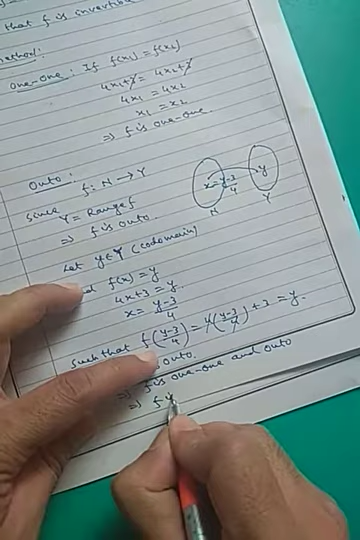 that f is invertible
method:
one-one: If f(x₁) = f(x₂)
4x₁+3 = 4x₂+3
4x₁ = 4x₂
x₁ = x₂
⇒ f is one-one.
Onto:
f: N → Y
since Y = Range f
⇒ f is onto.
x = y-3/4 y
N Y
Let y∈Y (codomain)
and f(x) = y
4x+3 = y
x = y-3/4
such that f(y-3/4) = 4(y-3/4) + 3 = y.
onto.
⇒ f is one-one and onto
⇒ f